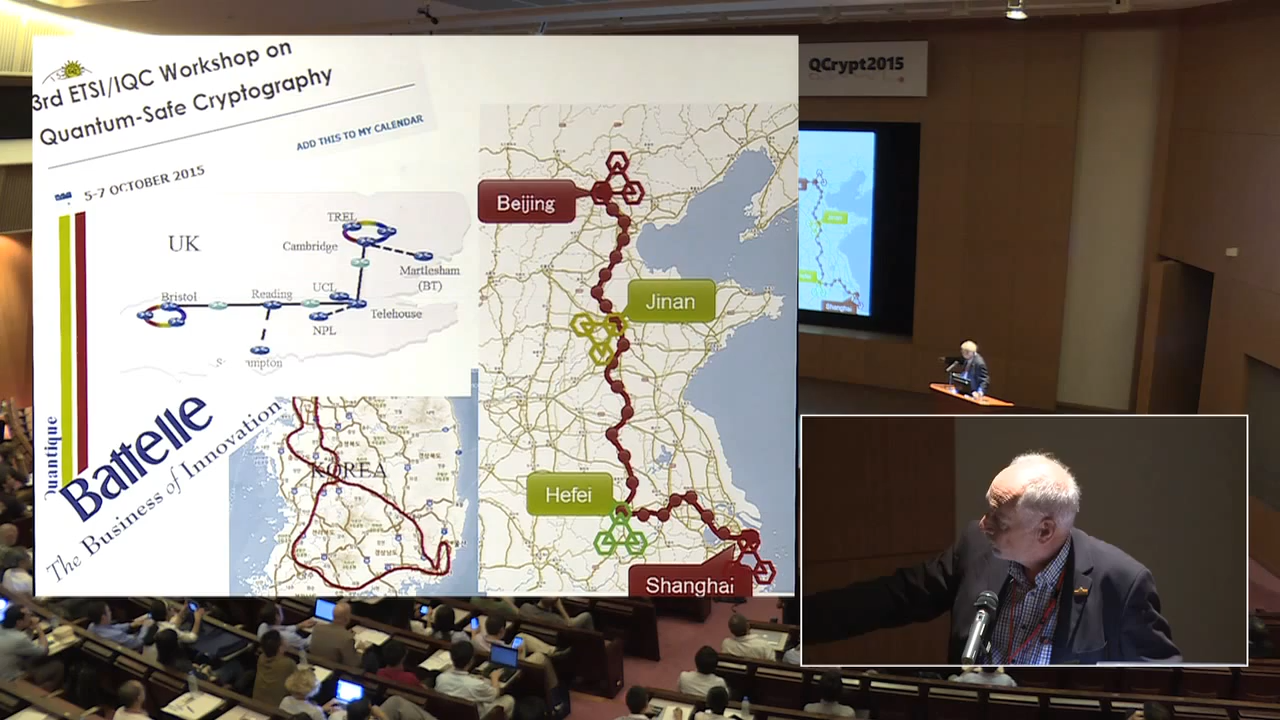 3rd ETSI/IQC Workshop on
Quantum-Safe Cryptography
ADD THIS TO MY CALENDAR
5-7 OCTOBER 2015
UK
TREL
Cambridge
Martlesham
(BT)
Bristol
Reading
UCL
Telehouse
NPL
Battelle
The Business of Innovation
KOREA
Beijing
Jinan
Hefei
Shanghai
QCrypt2015
Jinan
Shanghai